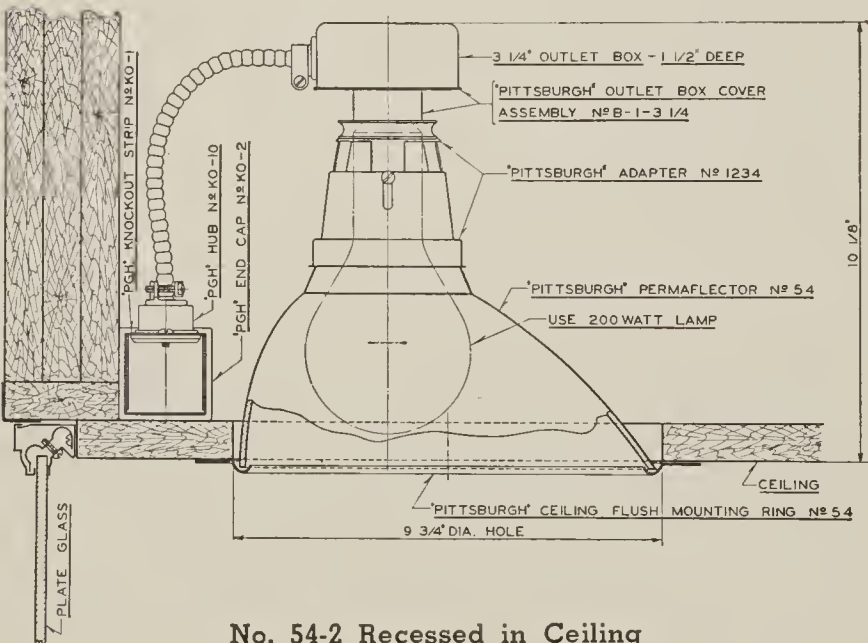 3 1/4" OUTLET BOX - 1 1/2" DEEP
"PITTSBURGH" OUTLET BOX COVER
ASSEMBLY Nº B-1-3 1/4
"PITTSBURGH" ADAPTER Nº 1234
"PGH" KNOCKOUT STRIP Nº KO-1
"PGH" HUB Nº KO-10
"PGH" END CAP Nº KO-2
10 1/8"
"PITTSBURGH" PERMAFLECTOR Nº 54
USE 200 WATT LAMP
CEILING
"PITTSBURGH" CEILING FLUSH MOUNTING RING Nº 54
9 3/4" DIA. HOLE
PLATE GLASS
No. 54-2 Recessed in Ceiling